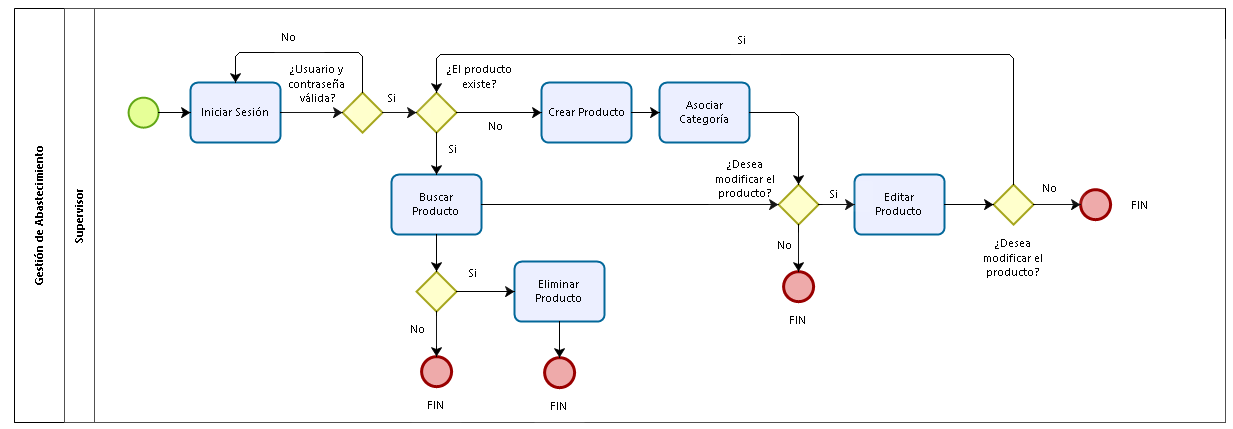 Gestión de Abastecimiento
Supervisor
No
Si
¿Usuario y
contraseña
válida?
¿El producto
existe?
Iniciar Sesión
Si
No
Crear Producto
Asociar
Categoría
Si
¿Desea
modificar el
producto?
Buscar
Producto
Si
Editar
Producto
No
FIN
No
¿Desea
modificar el
producto?
Si
Eliminar
Producto
FIN
No
FIN
FIN